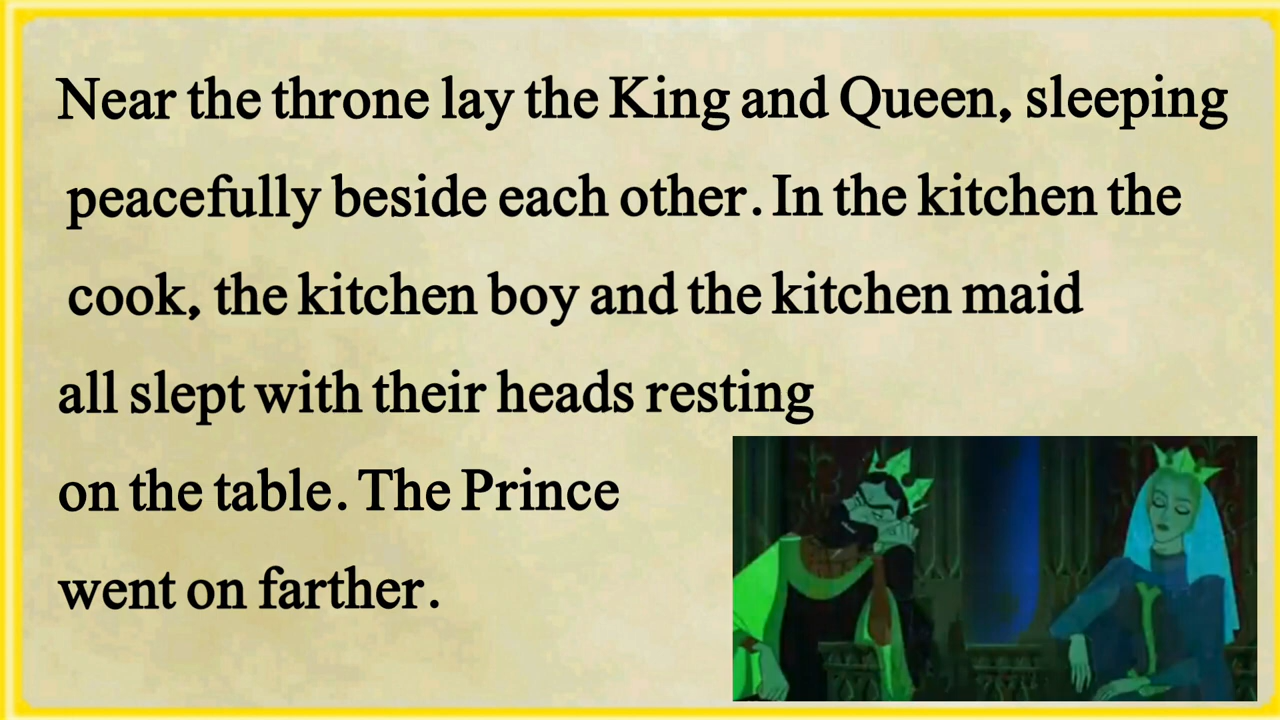 Near the throne lay the King and Queen, sleeping
peacefully beside each other. In the kitchen the
cook, the kitchen boy and the kitchen maid
all slept with their heads resting
on the table. The Prince
went on farther.